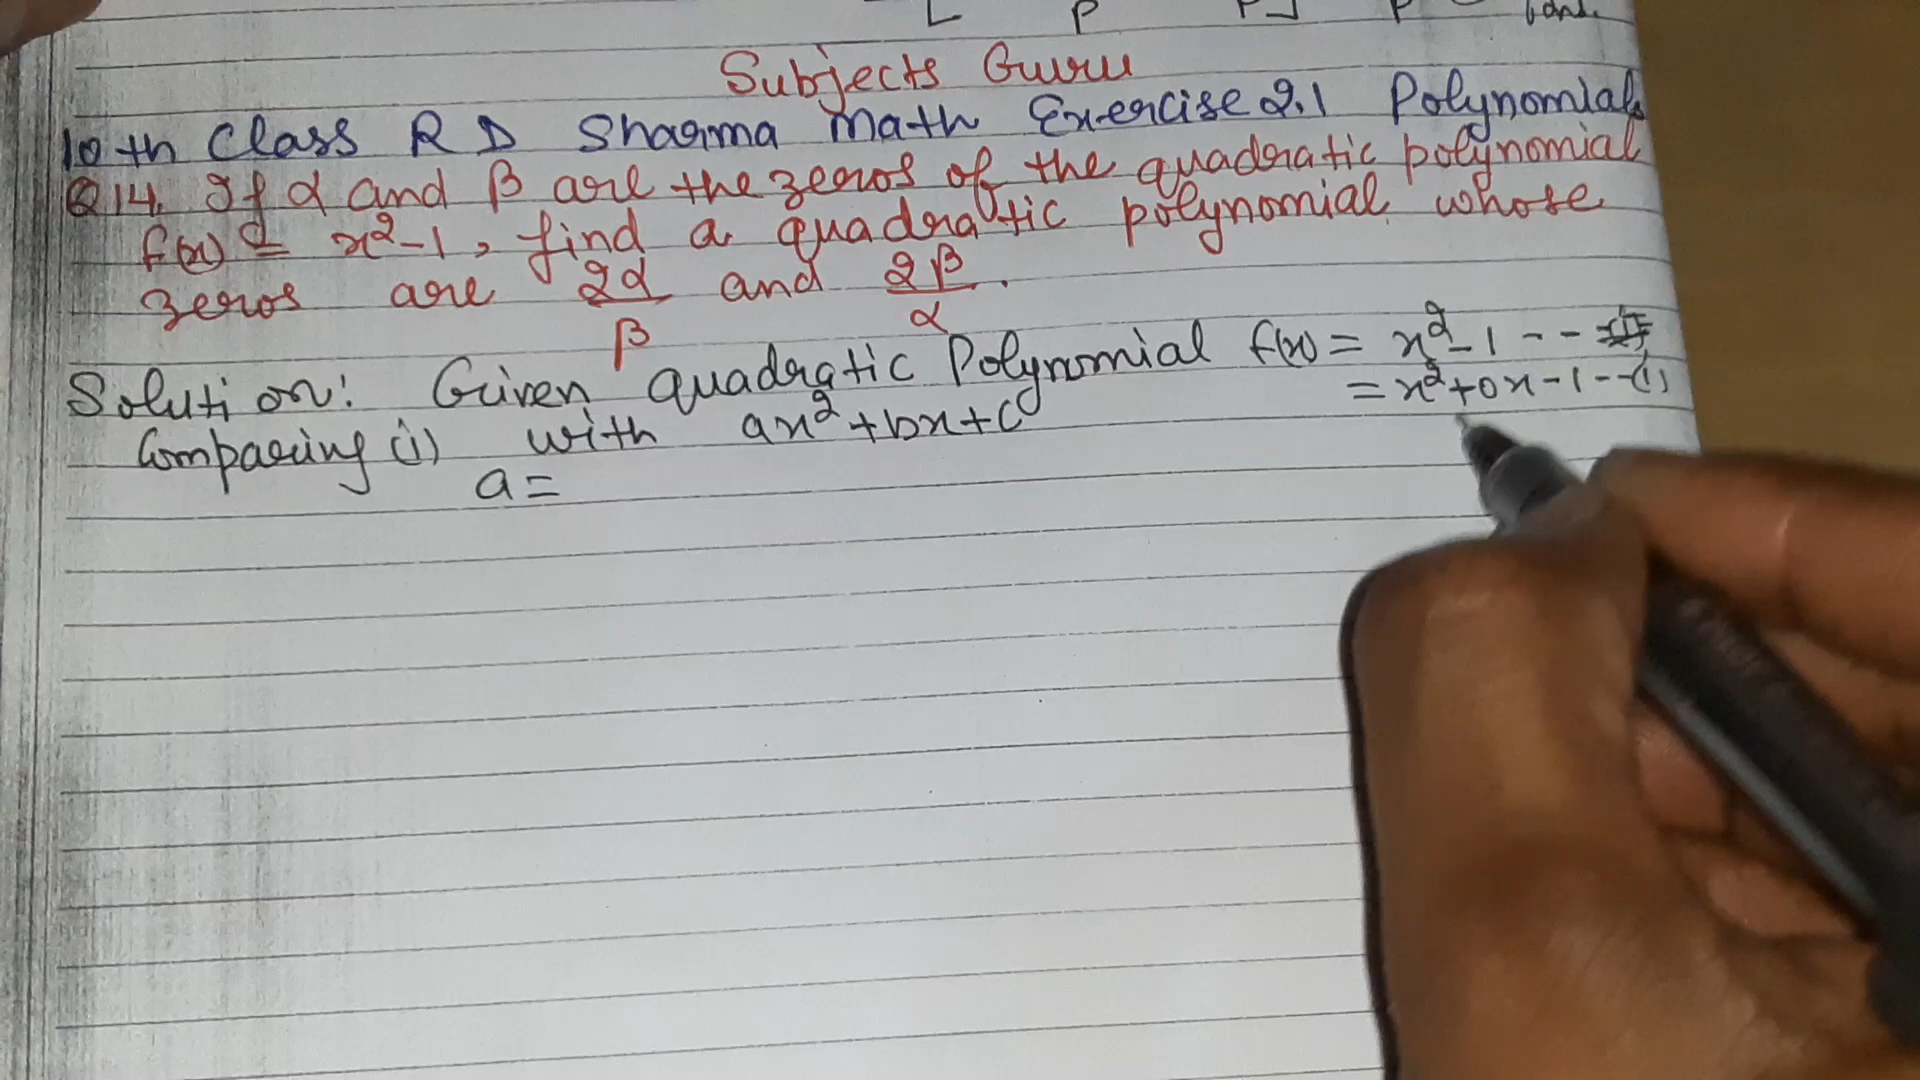 Subjects Guru
10th Class R D Sharma Math Exercise 2.1 Polynomials
Q14. If α and β are the zeros of the quadratic polynomial
f(x) = x²-1, find a quadratic polynomial whose
zeros are 2α/β and 2β/α.
Solution: Given quadratic Polynomial f(x) = x²-1 --
= x²+0x-1--(i)
Comparing (i) with ax²+bx+c
a =